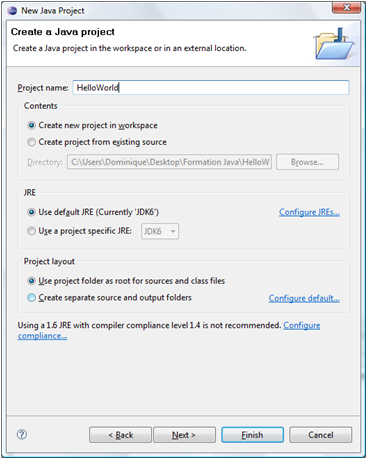 New Java Project
Create a Java project
Create a Java project in the workspace or in an external location.
Project name: HelloWorld
Contents
Create new project in workspace
Create project from existing source
Directory: C:\Users\Dominique\Desktop\Formation Java\HelloW Browse...
JRE
Use default JRE (Currently 'JDK6') Configure JREs...
Use a project specific JRE: JDK6
Project layout
Use project folder as root for sources and class files
Create separate source and output folders Configure default...
Using a 1.6 JRE with compiler compliance level 1.4 is not recommended. Configure
compliance...
? < Back Next > Finish Cancel